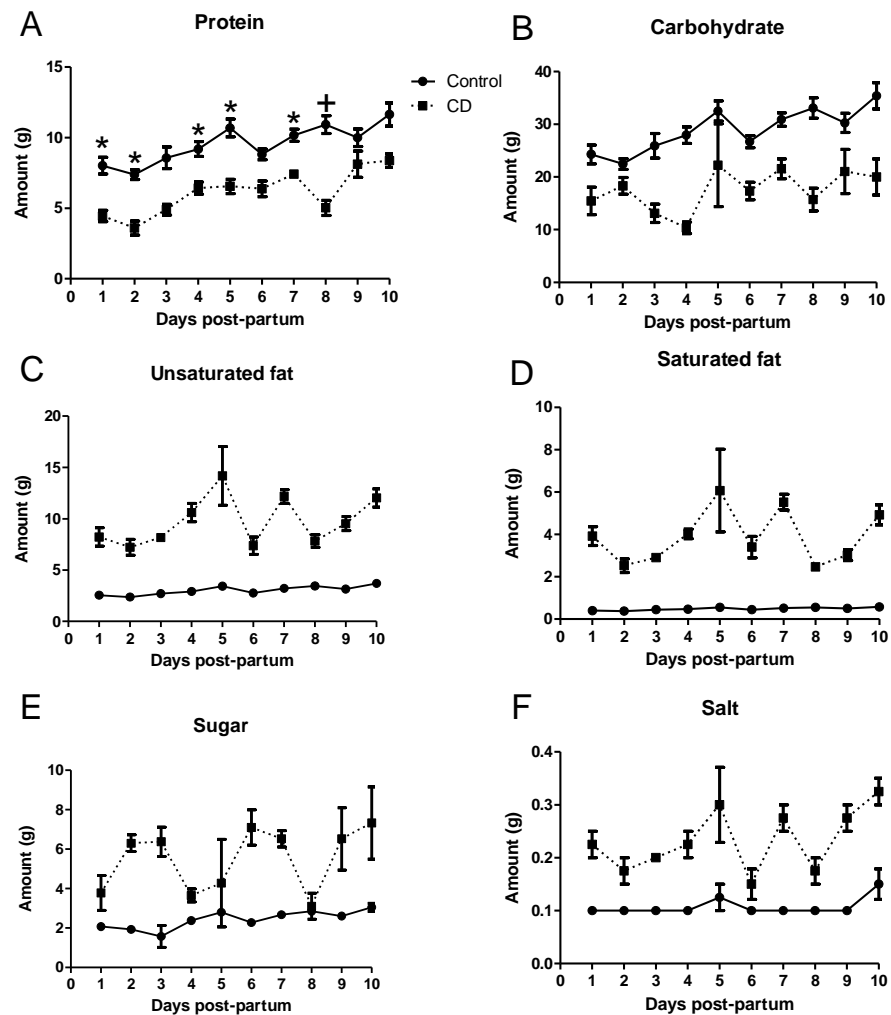 A
Protein
15
10
5
0
Amount (g)
* * * * * +
0 1 2 3 4 5 6 7 8 9 10
Days post-partum
Control
CD
B
Carbohydrate
40
30
20
10
0
Amount (g)
0 1 2 3 4 5 6 7 8 9 10
Days post-partum
C
Unsaturated fat
20
15
10
5
0
Amount (g)
0 1 2 3 4 5 6 7 8 9 10
Days post-partum
D
Saturated fat
10
8
6
4
2
0
Amount (g)
0 1 2 3 4 5 6 7 8 9 10
Days post-partum
E
Sugar
10
8
6
4
2
0
Amount (g)
0 1 2 3 4 5 6 7 8 9 10
Days post-partum
F
Salt
0.4
0.3
0.2
0.1
0.0
Amount (g)
0 1 2 3 4 5 6 7 8 9 10
Days post-partum